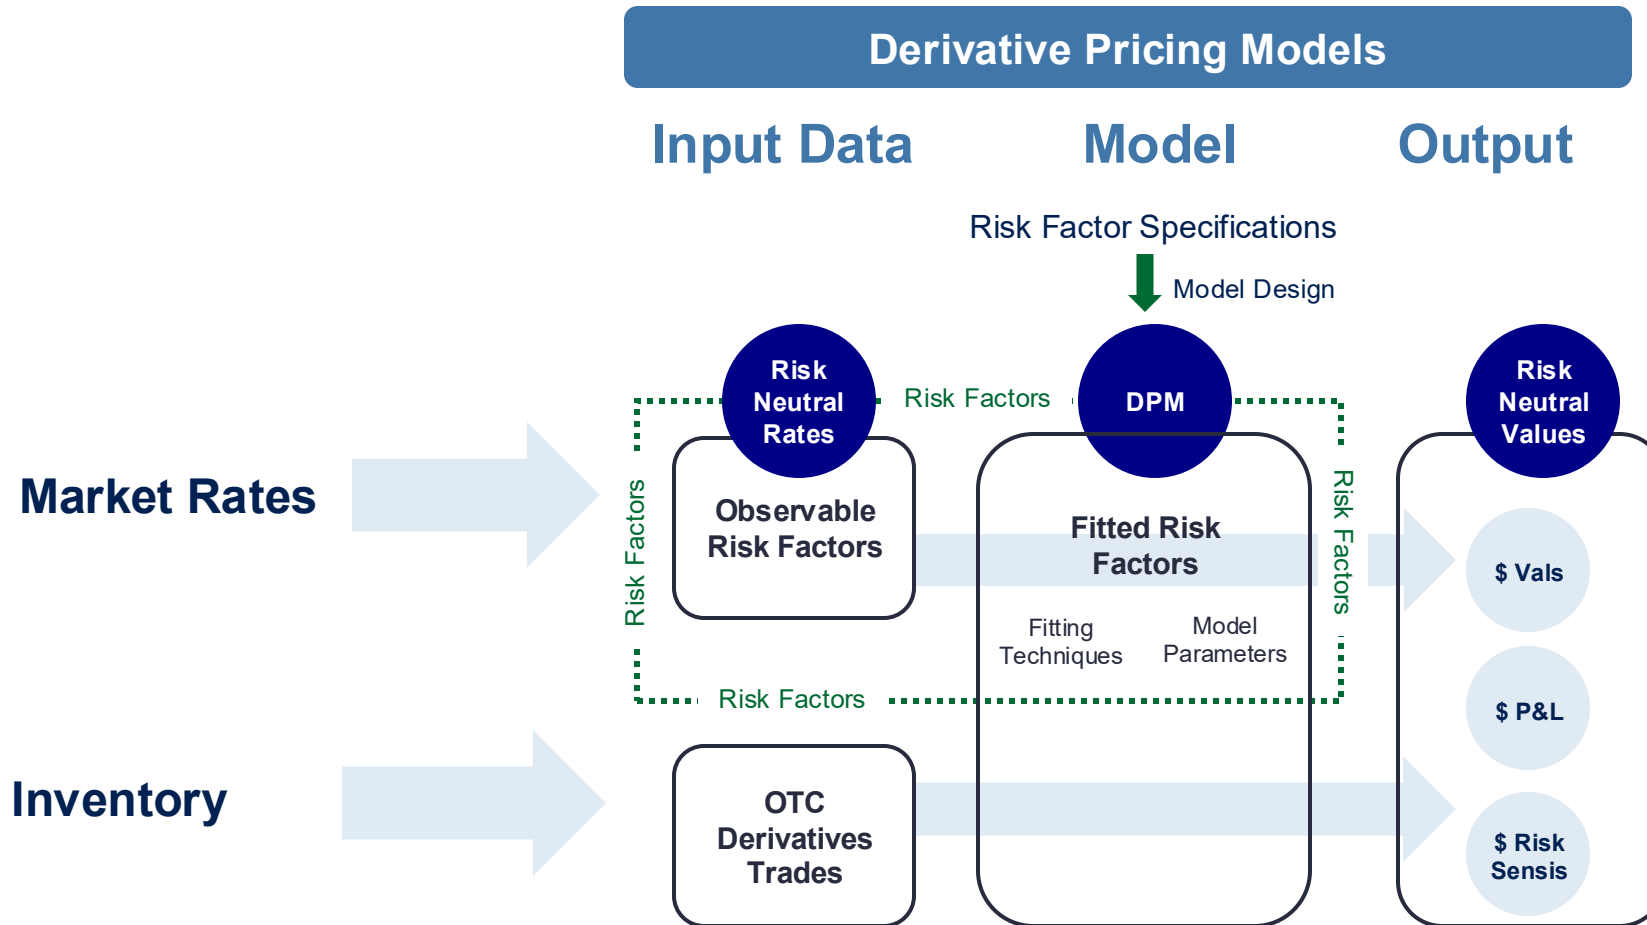 Derivative Pricing Models
Input Data
Model
Output
Risk Factor Specifications
Model Design
Risk
Neutral
Rates
Risk Factors
DPM
Risk
Neutral
Values
Market Rates
Risk Factors
Observable
Risk Factors
Fitted Risk
Factors
Risk Factors
$ Vals
Fitting
Techniques
Model
Parameters
Risk Factors
$ P&L
Inventory
OTC
Derivatives
Trades
$ Risk
Sensis